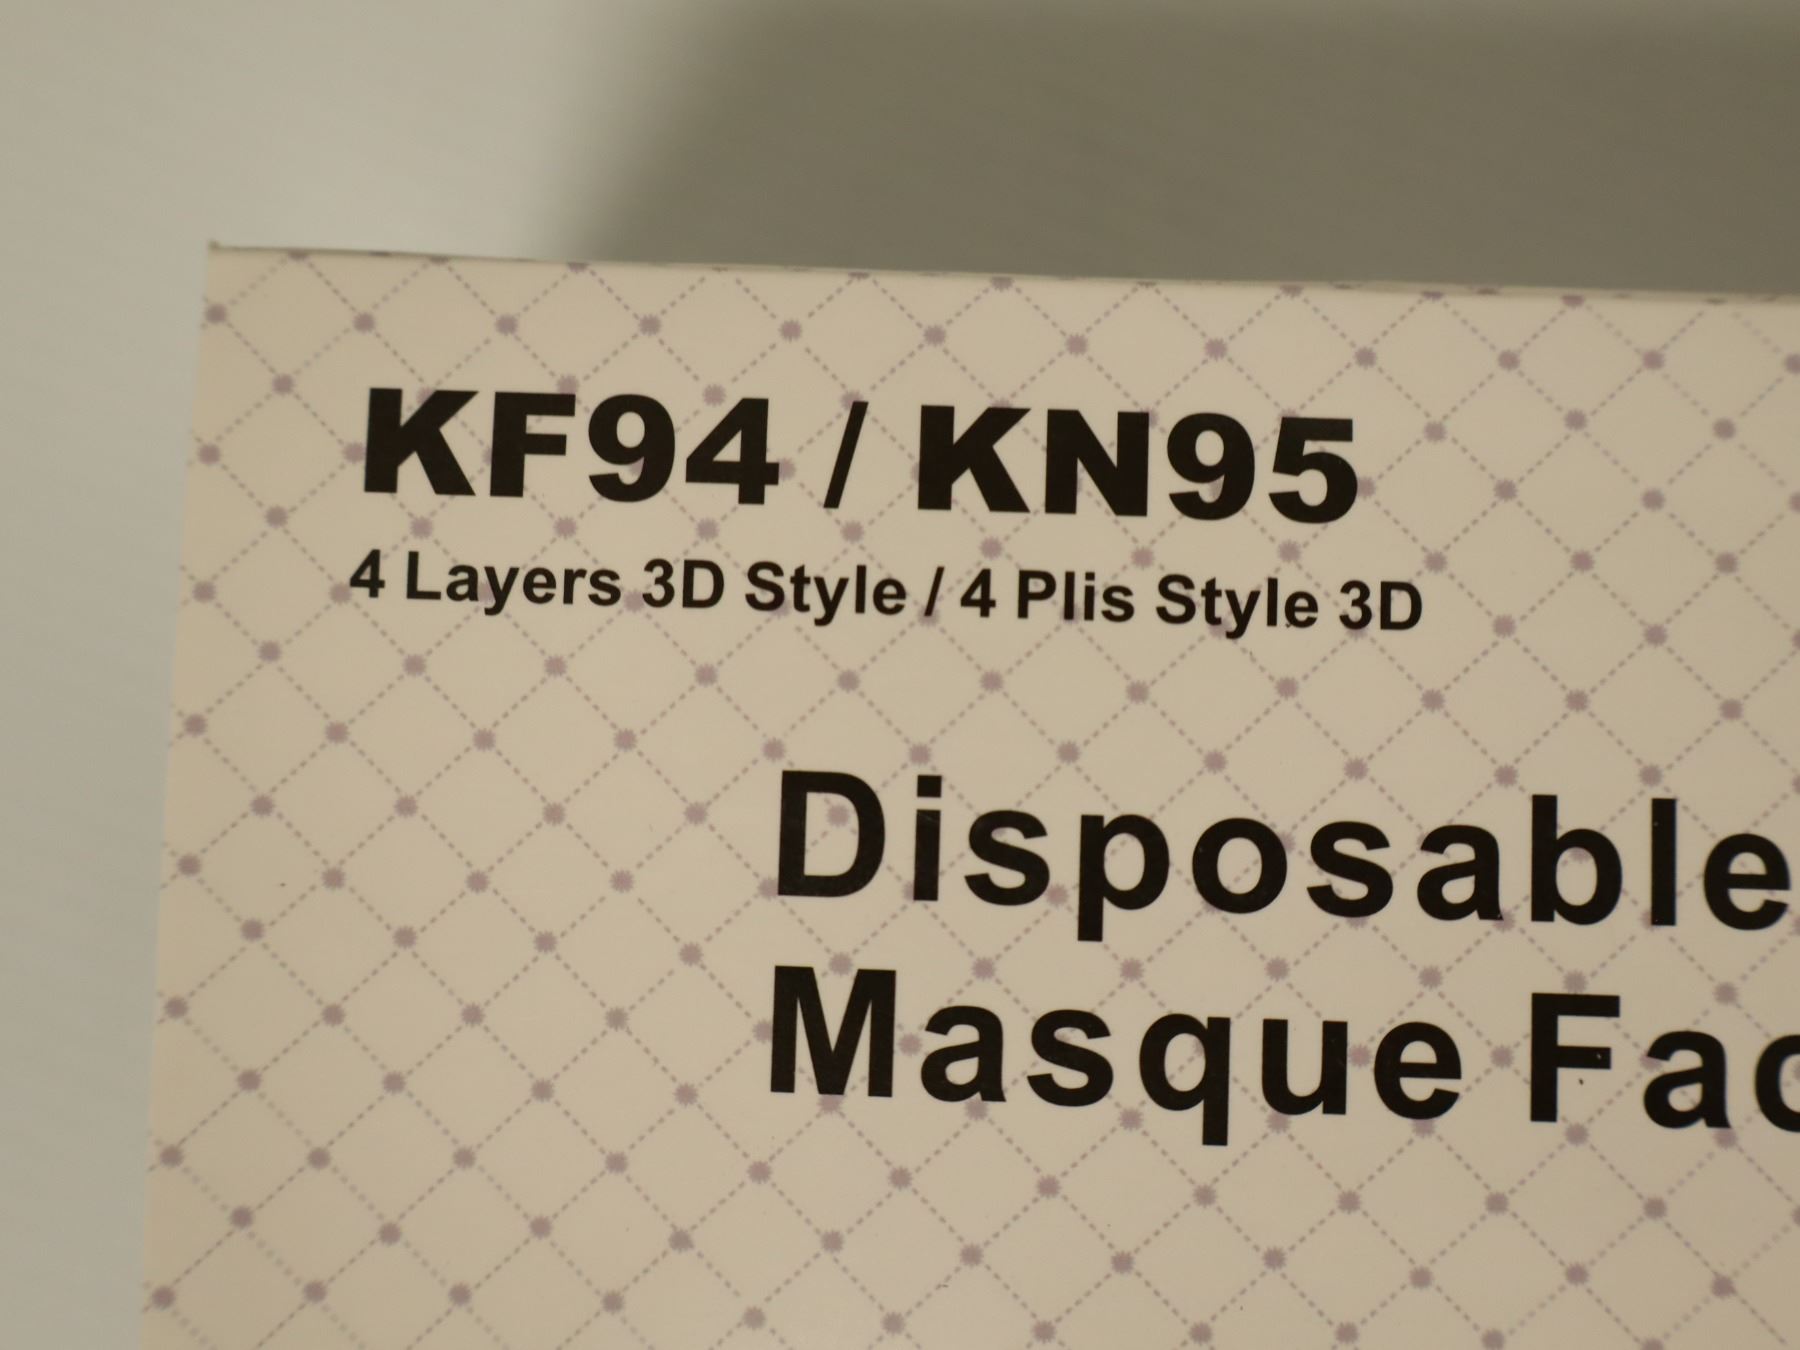 KF94 / KN95
4 Layers 3D Style / 4 Plis Style 3D
Disposable
Masque